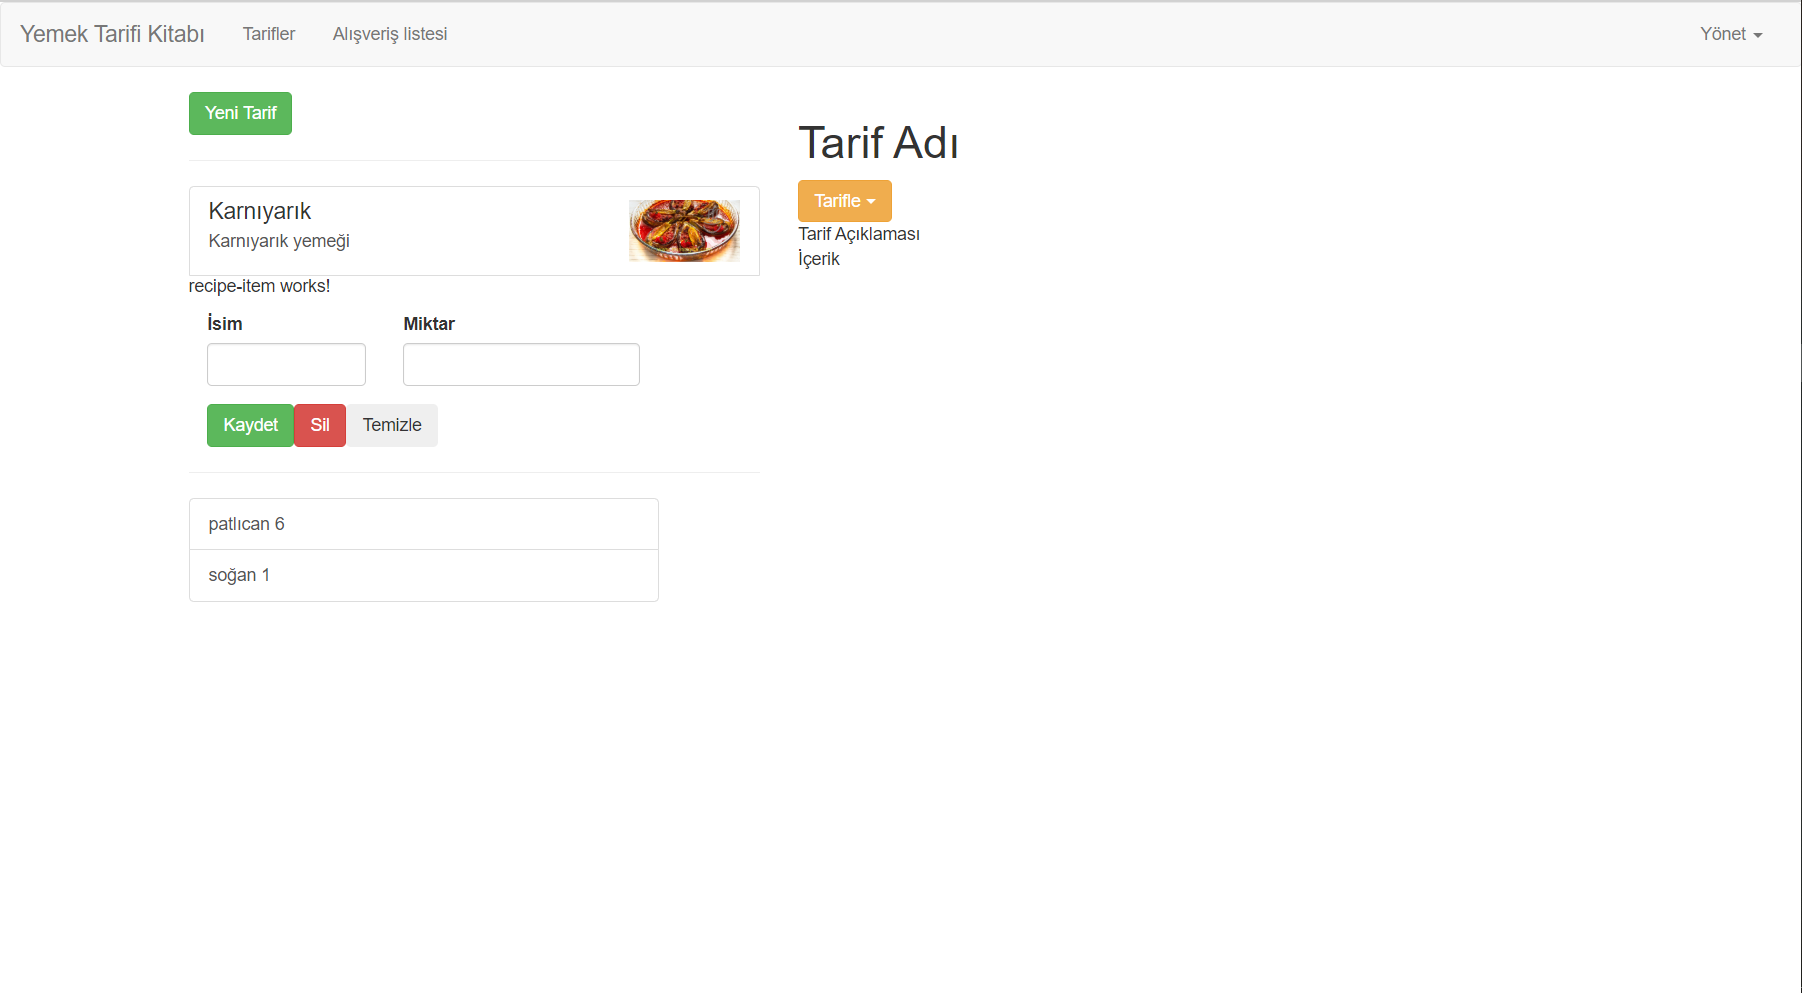 Yemek Tarifi Kitabı Tarifler Alışveriş listesi Yönet
Yeni Tarif
Karnıyarık
Karnıyarık yemeği
recipe-item works!
İsim Miktar
Kaydet Sil Temizle
patlıcan 6
soğan 1
Tarif Adı
Tarifle
Tarif Açıklaması
İçerik